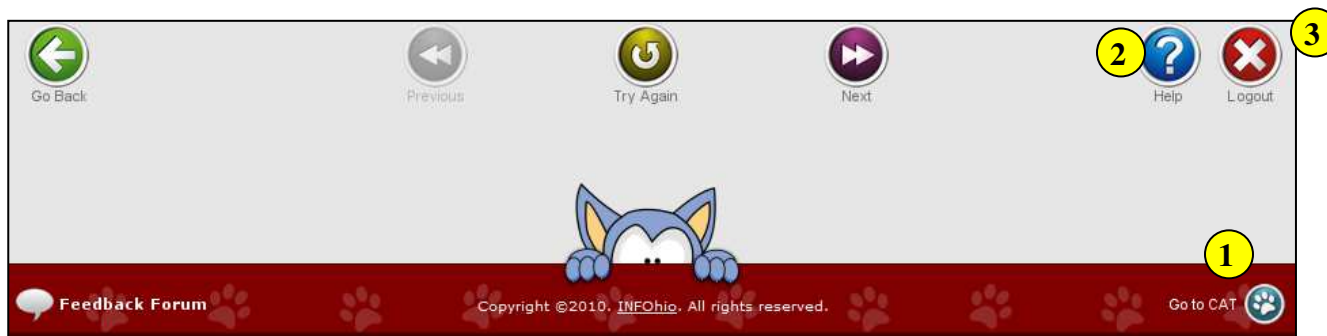 2
3
Go Back
Previous
Try Again
Next
Help
Logout
1
Feedback Forum
Copyright ©2010. INFOhio. All rights reserved.
Go to CAT